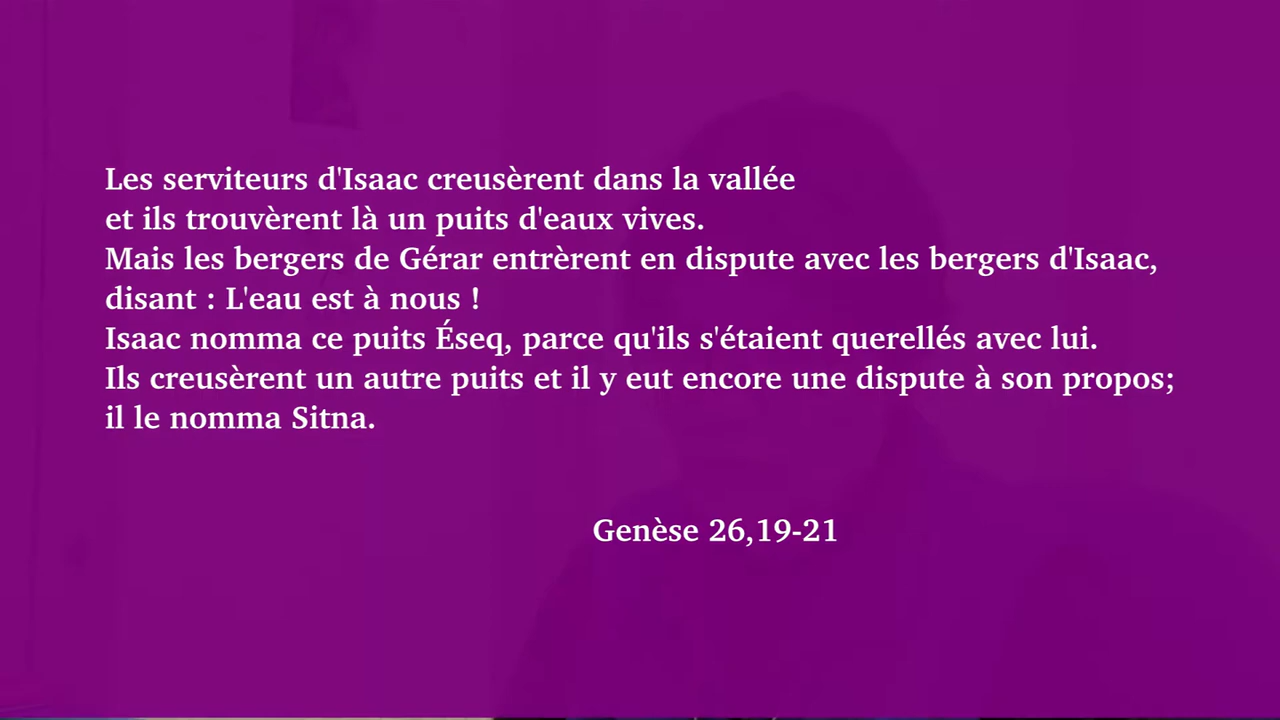 Les serviteurs d'Isaac creusèrent dans la vallée
et ils trouvèrent là un puits d'eaux vives.
Mais les bergers de Gérar entrèrent en dispute avec les bergers d'Isaac,
disant : L'eau est à nous !
Isaac nomma ce puits Éseq, parce qu'ils s'étaient querellés avec lui.
Ils creusèrent un autre puits et il y eut encore une dispute à son propos;
il le nomma Sitna.
Genèse 26,19-21